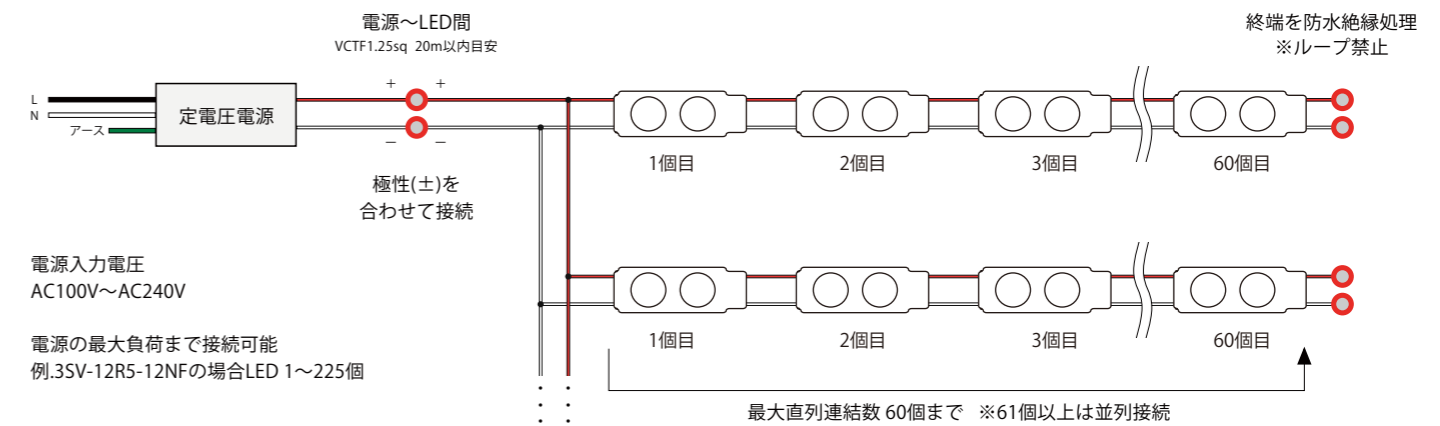 電源～LED間
VCTF1.25sq 20m以内目安
終端を防水絶縁処理
※ループ禁止
L
N
アース
定電圧電源
+ +
− −
極性(±)を
合わせて接続
1個目 2個目 3個目 60個目
電源入力電圧
AC100V～AC240V
電源の最大負荷まで接続可能
例.3SV-12R5-12NFの場合LED 1～225個
1個目 2個目 3個目 60個目
最大直列連結数 60個まで ※61個以上は並列接続